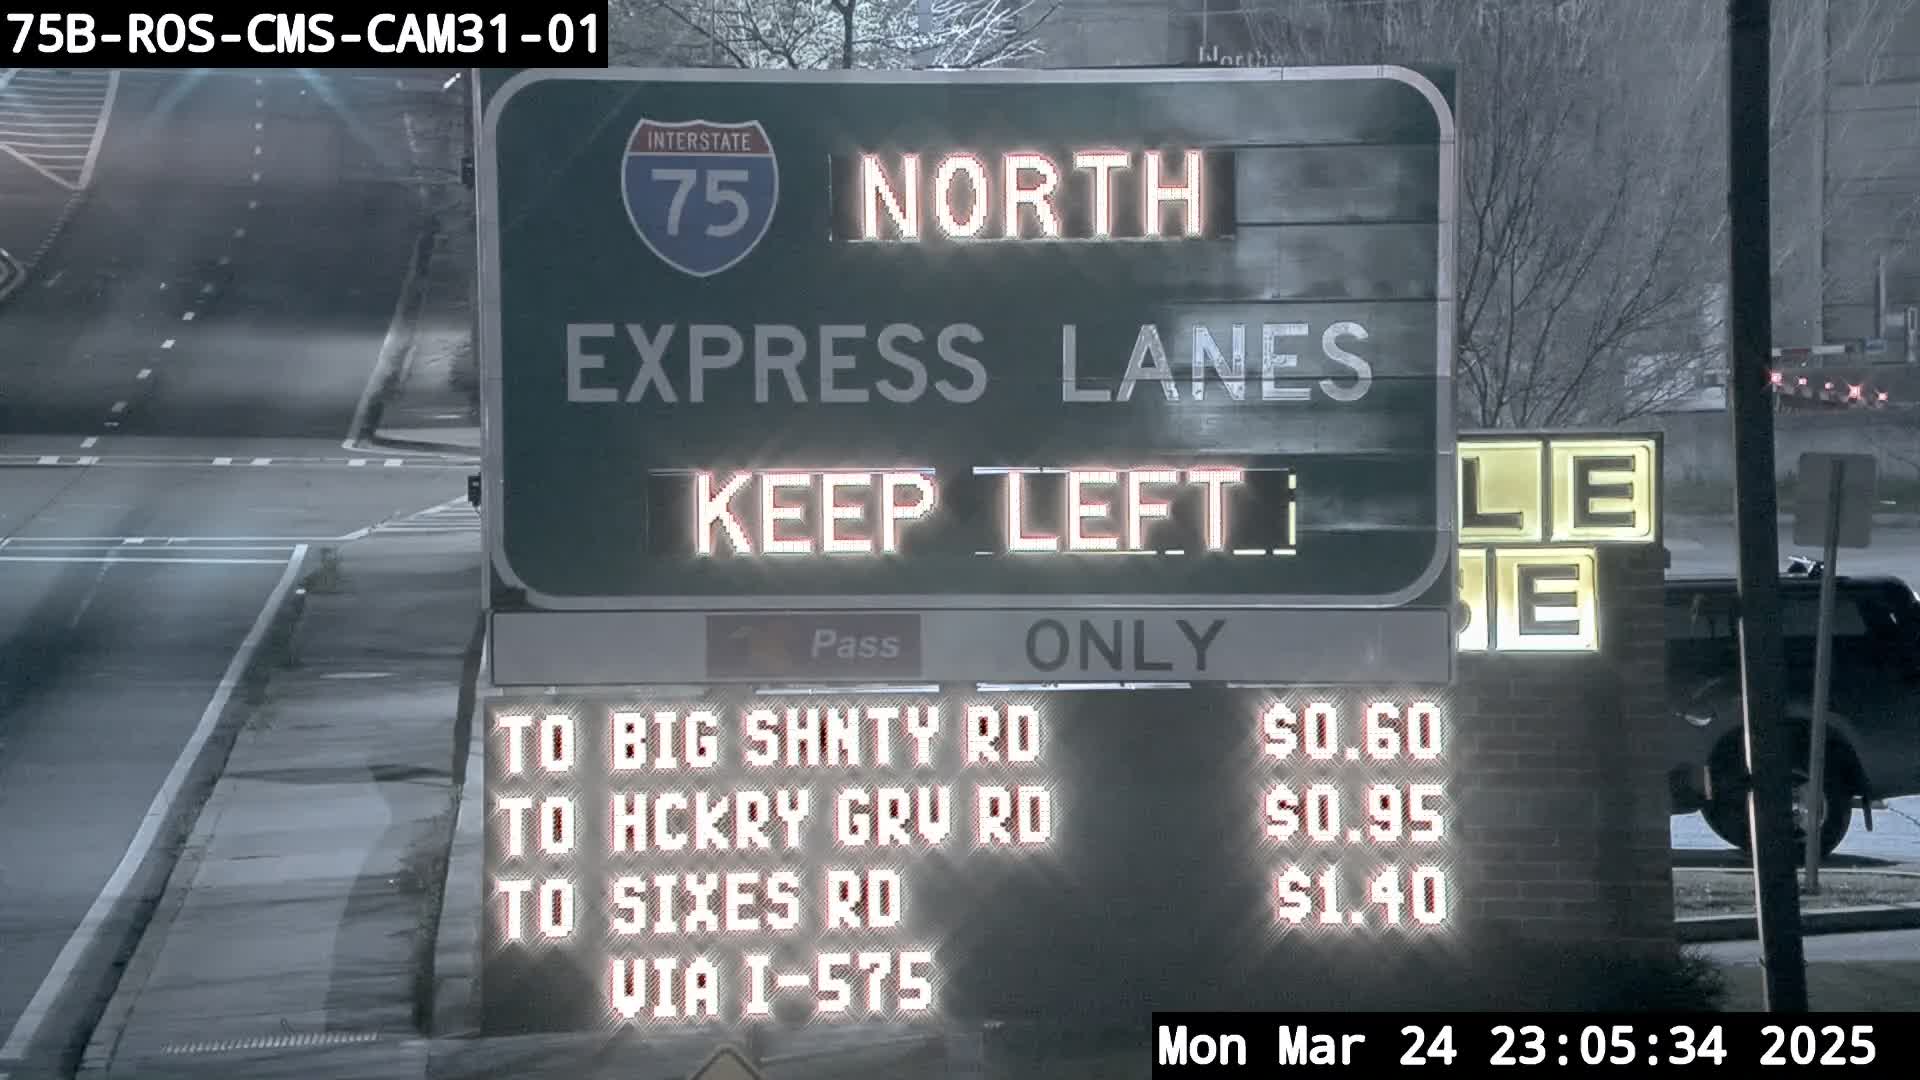 75B-ROS-CMS-CAM31-01
INTERSTATE
75
NORTH
EXPRESS LANES
KEEP LEFT
Pass ONLY
TO BIG SHNTY RD $0.60
TO HCKRY GRV RD $0.95
TO SIXES RD $1.40
VIA I-575
LE
E
Mon Mar 24 23:05:34 2025